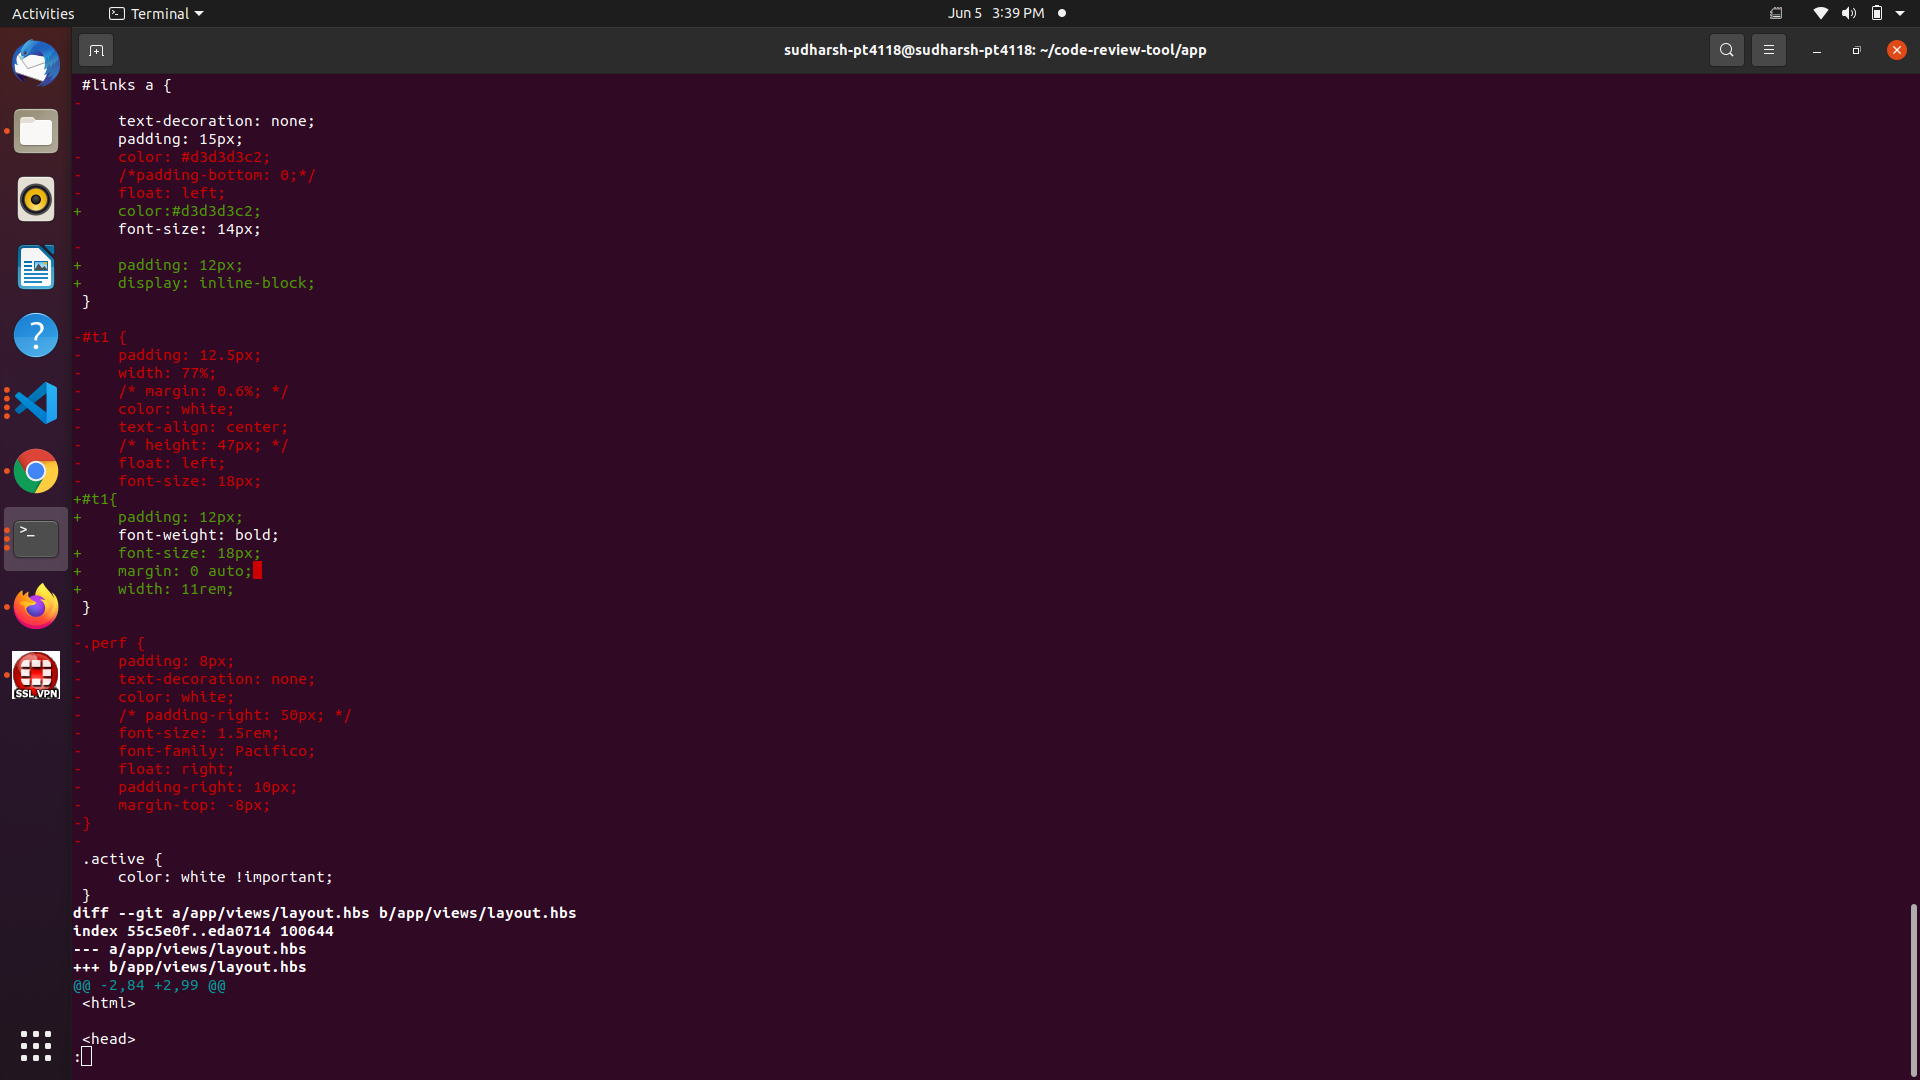 Activities
Terminal
Jun 5 3:39 PM
sudharsh-pt4118@sudharsh-pt4118: ~/code-review-tool/app
 #links a {
-
     text-decoration: none;
     padding: 15px;
-    color: #d3d3d3c2;
-    /*padding-bottom: 0;*/
-    float: left;
+    color:#d3d3d3c2;
     font-size: 14px;
-
+    padding: 12px;
+    display: inline-block;
 }

-#t1 {
-    padding: 12.5px;
-    width: 77%;
-    /* margin: 0.6%; */
-    color: white;
-    text-align: center;
-    /* height: 47px; */
-    float: left;
-    font-size: 18px;
+#t1{
+    padding: 12px;
     font-weight: bold;
+    font-size: 18px;
+    margin: 0 auto;
+    width: 11rem;
 }
-
-.perf {
-    padding: 8px;
-    text-decoration: none;
-    color: white;
-    /* padding-right: 50px; */
-    font-size: 1.5rem;
-    font-family: Pacifico;
-    float: right;
-    padding-right: 10px;
-    margin-top: -8px;
-}
-
 .active {
     color: white !important;
 }
diff --git a/app/views/layout.hbs b/app/views/layout.hbs
index 55c5e0f..eda0714 100644
--- a/app/views/layout.hbs
+++ b/app/views/layout.hbs
@@ -2,84 +2,99 @@
 <html>

 <head>
:
SSL VPN